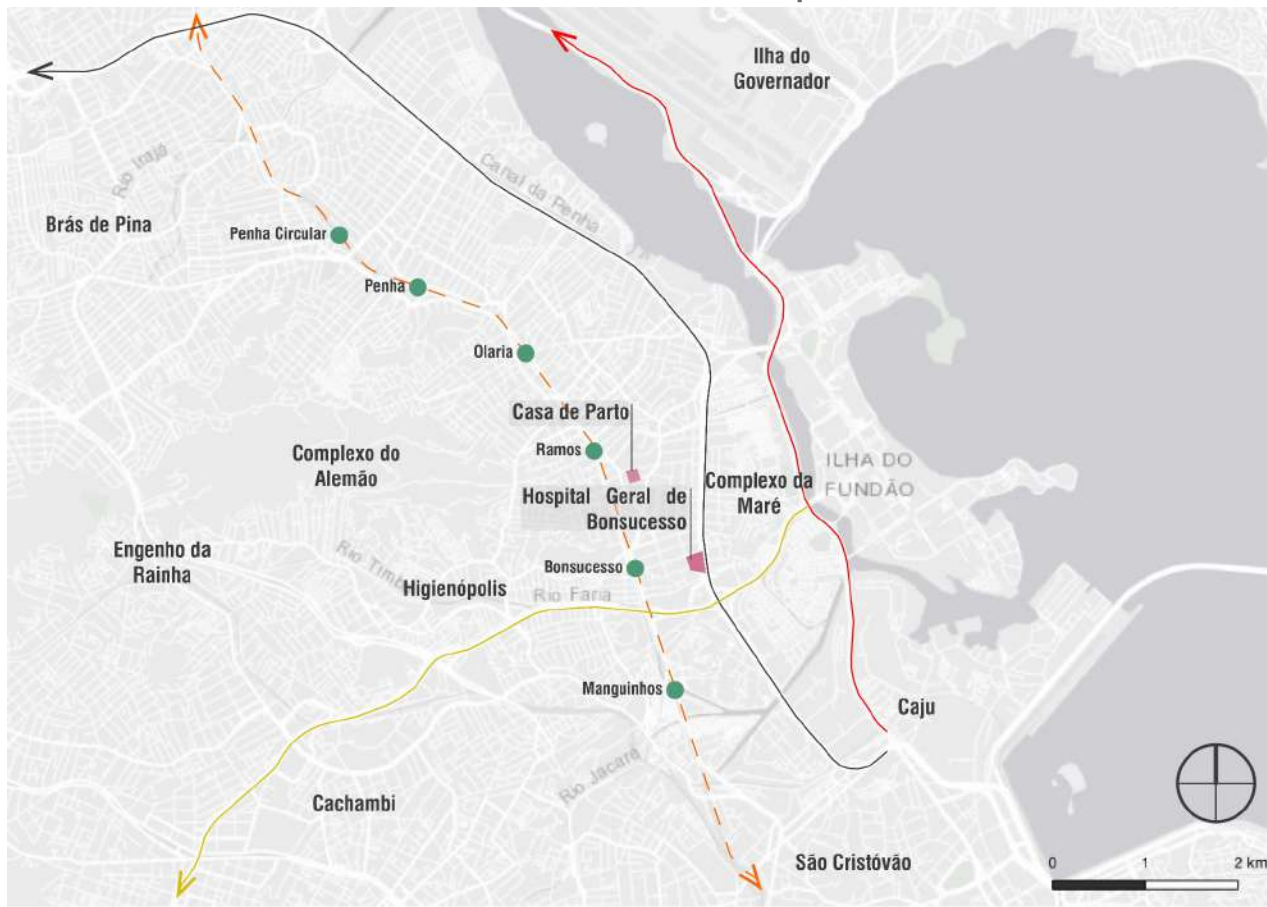 Ilha do
Governador
Rio Irajá
Canal da Penha
Brás de Pina
Penha Circular
Penha
Olaria
Casa de Parto
Ramos
Complexo do
Alemão
Complexo da
Maré
ILHA DO
FUNDÃO
Hospital Geral de
Bonsucesso
Engenho da
Rainha
Rio Timb
Higienópolis
Bonsucesso
Rio Faria
Manguinhos
Caju
Rio Jacaré
Cachambi
São Cristóvão
0 1 2 km